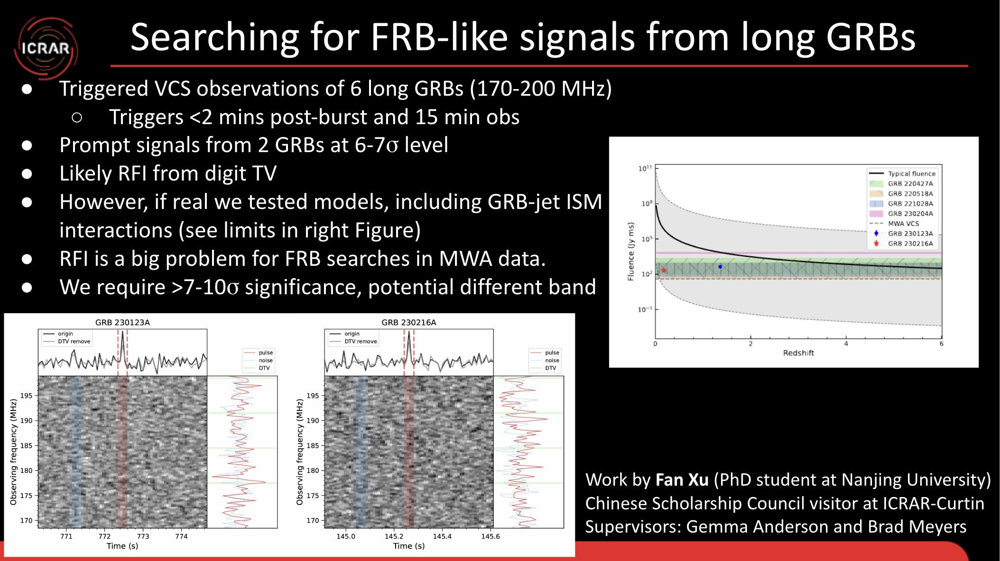 ICRAR
Searching for FRB-like signals from long GRBs
● Triggered VCS observations of 6 long GRBs (170-200 MHz)
○ Triggers <2 mins post-burst and 15 min obs
● Prompt signals from 2 GRBs at 6-7σ level
● Likely RFI from digit TV
● However, if real we tested models, including GRB-jet ISM
interactions (see limits in right Figure)
● RFI is a big problem for FRB searches in MWA data.
● We require >7-10σ significance, potential different band
10¹¹
10⁸
10⁵
10²
10⁻¹
Fluence (Jy ms)
0 2 4 6
Redshift
Typical fluence
GRB 220427A
GRB 220518A
GRB 221028A
GRB 230204A
MWA VCS
GRB 230123A
GRB 230216A
GRB 230123A
origin
DTV remove
pulse
noise
DTV
195
190
185
180
175
170
Observing frequency (MHz)
771 772 773 774
Time (s)
GRB 230216A
origin
DTV remove
pulse
noise
DTV
195
190
185
180
175
170
Observing frequency (MHz)
145.0 145.2 145.4 145.6
Time (s)
Work by Fan Xu (PhD student at Nanjing University)
Chinese Scholarship Council visitor at ICRAR-Curtin
Supervisors: Gemma Anderson and Brad Meyers